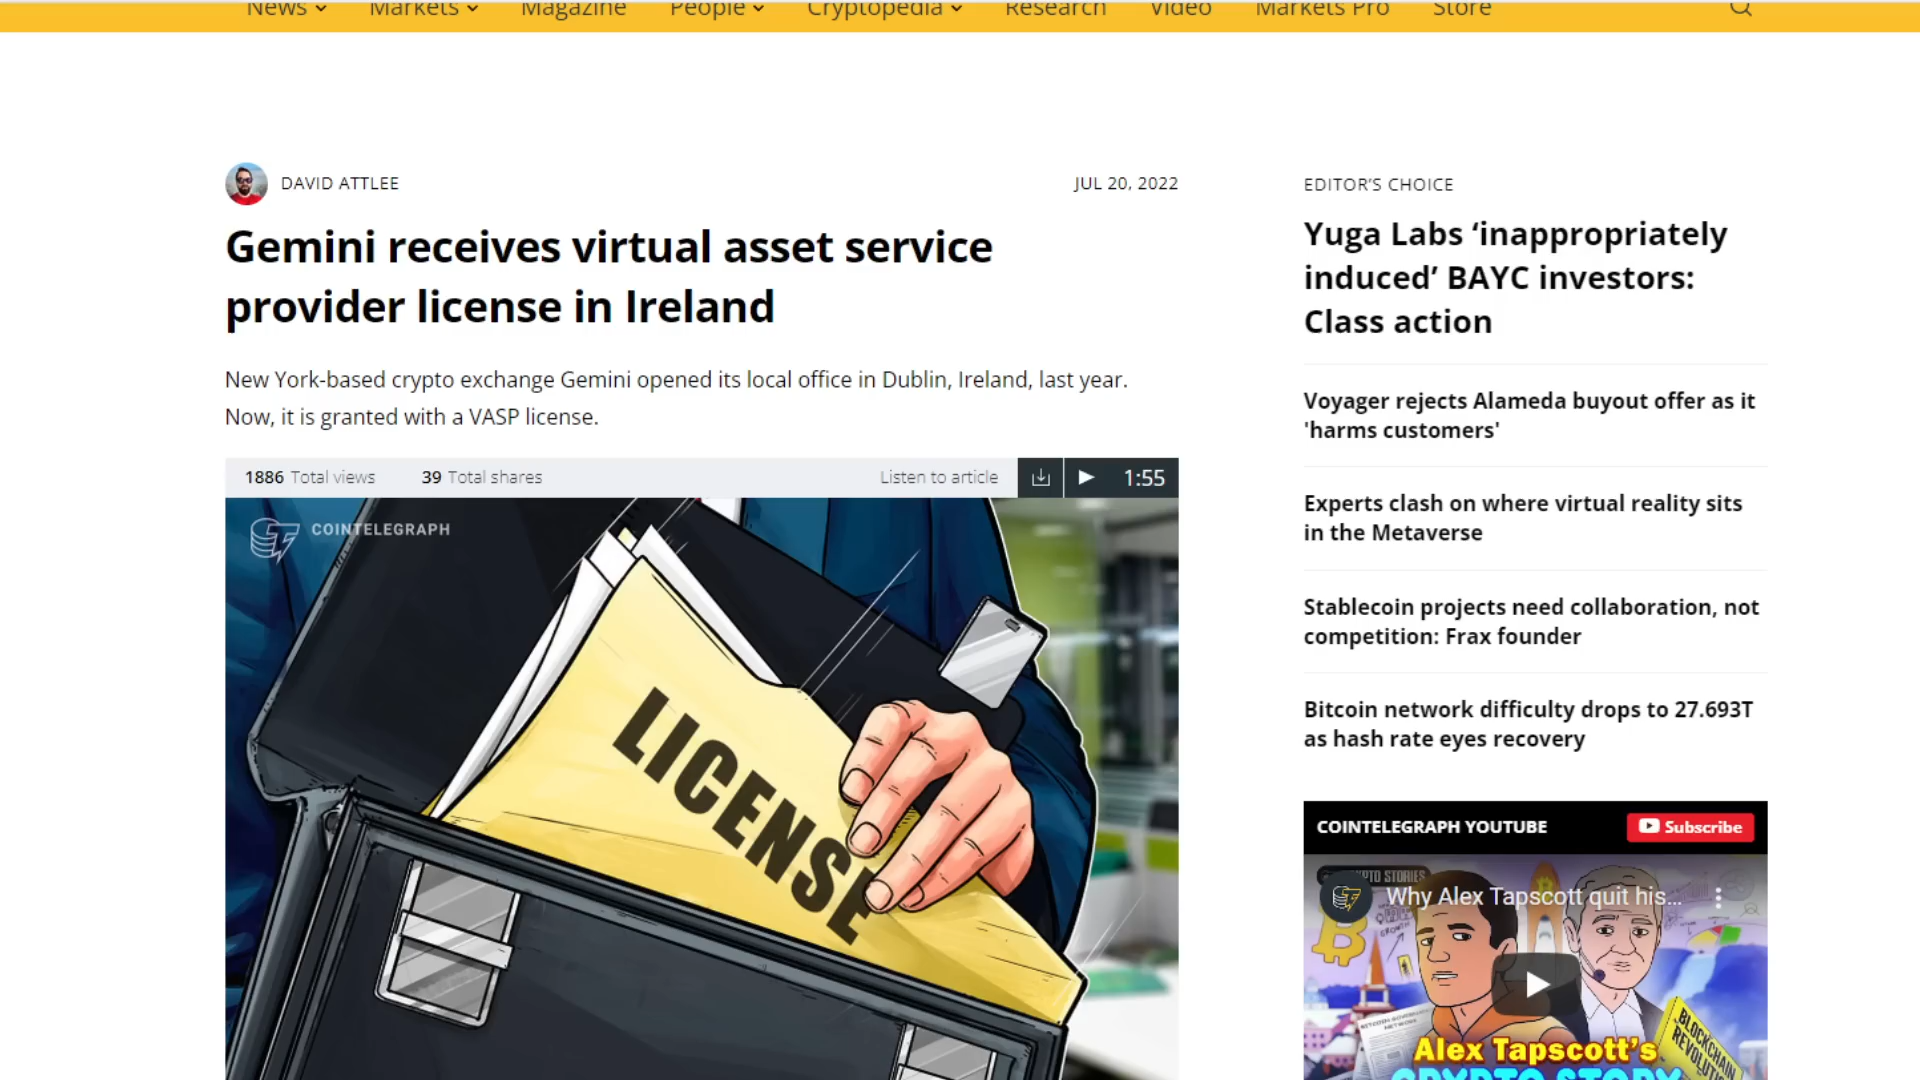 News
Markets
Magazine
People
Cryptopedia
Research
Video
Markets Pro
Store
DAVID ATTLEE
JUL 20, 2022
Gemini receives virtual asset service
provider license in Ireland
New York-based crypto exchange Gemini opened its local office in Dublin, Ireland, last year.
Now, it is granted with a VASP license.
1886 Total views
39 Total shares
Listen to article
1:55
COINTELEGRAPH
LICENSE
EDITOR’S CHOICE
Yuga Labs ‘inappropriately
induced’ BAYC investors:
Class action
Voyager rejects Alameda buyout offer as it
'harms customers'
Experts clash on where virtual reality sits
in the Metaverse
Stablecoin projects need collaboration, not
competition: Frax founder
Bitcoin network difficulty drops to 27.693T
as hash rate eyes recovery
COINTELEGRAPH YOUTUBE
Subscribe
STORIES
Why Alex Tapscott quit his...
GROWTH
BLOCKCHAIN
REVOLUTION
Alex Tapscott's
CRYPTO STORY